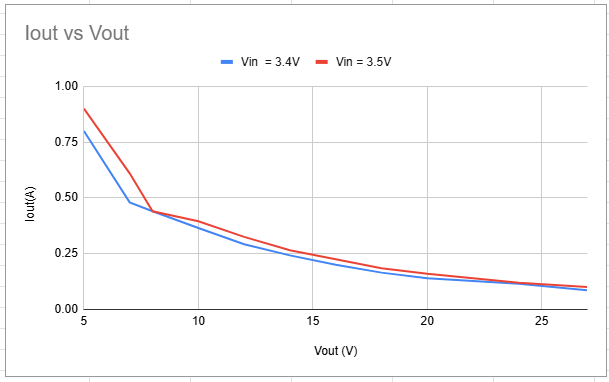 Iout vs Vout
Vin  = 3.4V
Vin = 3.5V
1.00
0.75
0.50
0.25
0.00
Iout(A)
5
10
15
20
25
Vout (V)